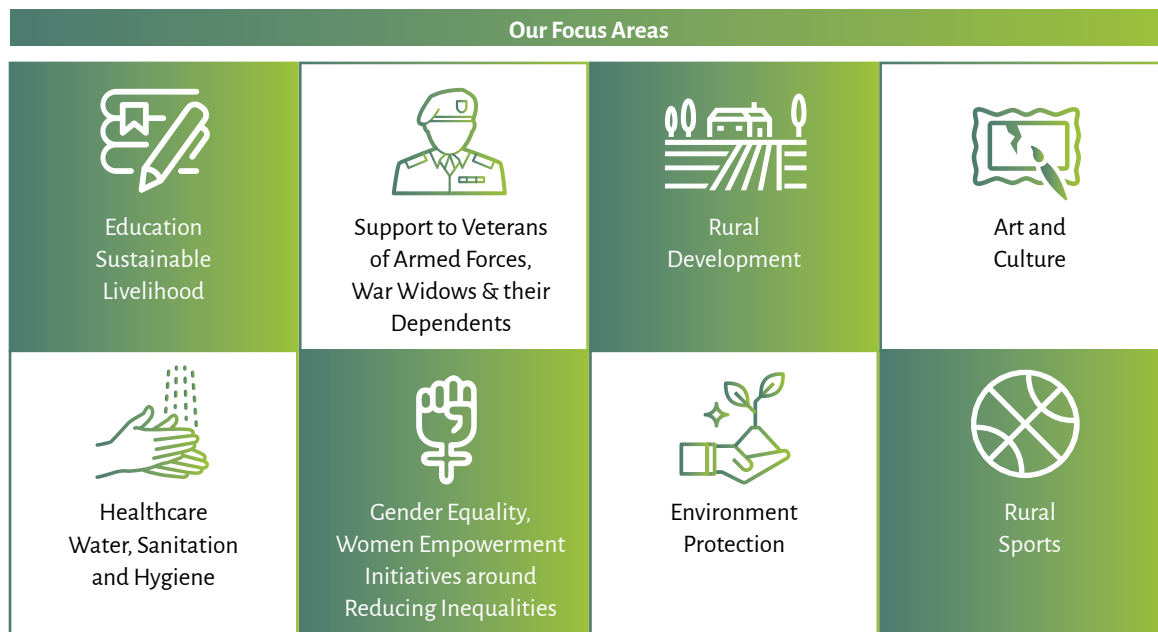 Our Focus Areas
Education
Sustainable
Livelihood
Support to Veterans
of Armed Forces,
War Widows & their
Dependents
Rural
Development
Art and
Culture
Healthcare
Water, Sanitation
and Hygiene
Gender Equality,
Women Empowerment
Initiatives around
Reducing Inequalities
Environment
Protection
Rural
Sports